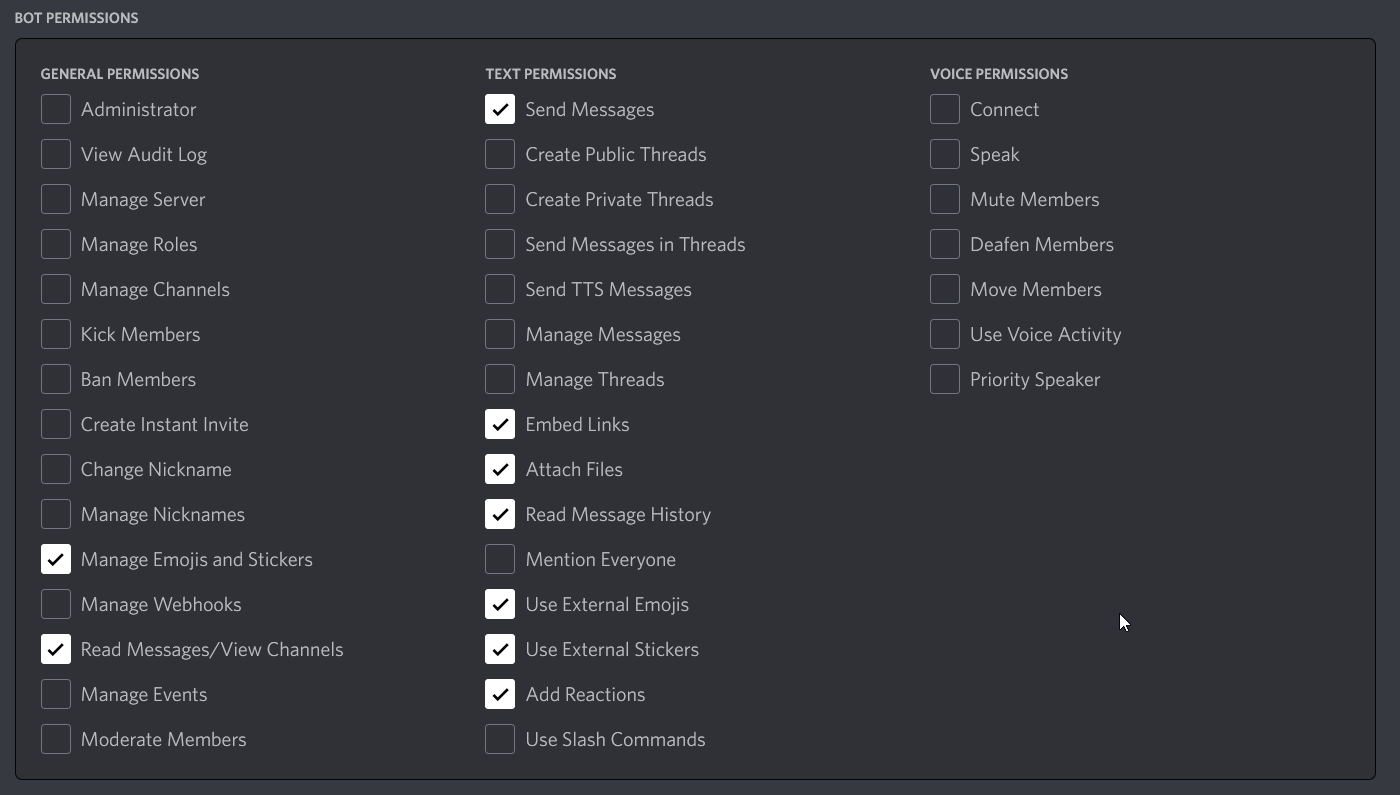 BOT PERMISSIONS
GENERAL PERMISSIONS
Administrator
View Audit Log
Manage Server
Manage Roles
Manage Channels
Kick Members
Ban Members
Create Instant Invite
Change Nickname
Manage Nicknames
Manage Emojis and Stickers
Manage Webhooks
Read Messages/View Channels
Manage Events
Moderate Members
TEXT PERMISSIONS
Send Messages
Create Public Threads
Create Private Threads
Send Messages in Threads
Send TTS Messages
Manage Messages
Manage Threads
Embed Links
Attach Files
Read Message History
Mention Everyone
Use External Emojis
Use External Stickers
Add Reactions
Use Slash Commands
VOICE PERMISSIONS
Connect
Speak
Mute Members
Deafen Members
Move Members
Use Voice Activity
Priority Speaker